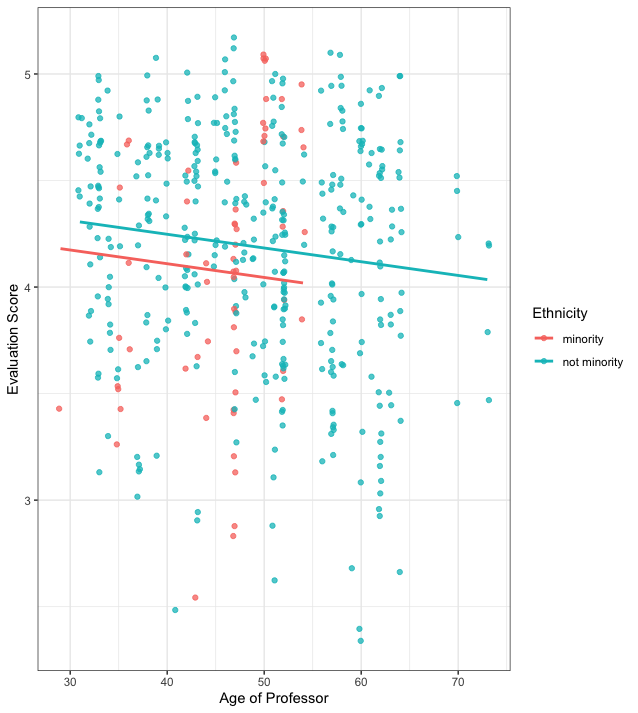 5
4
3
30 40 50 60 70
Age of Professor
Evaluation Score
Ethnicity
minority
not minority